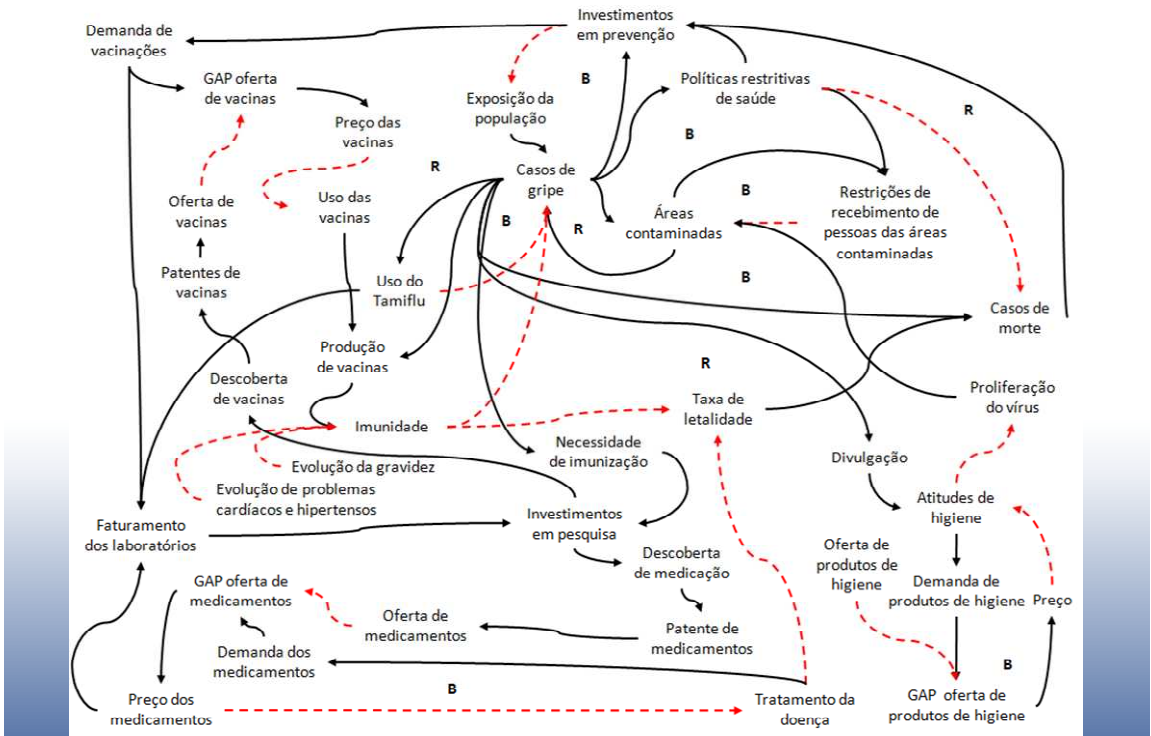 Investimentos
em prevenção
Demanda de
vacinações
GAP oferta
de vacinas
B
Políticas restritivas
de saúde
Exposição da
população
R
Preço das
vacinas
B
R
Casos de
gripe
B
Oferta de
vacinas
Uso das
vacinas
B
R
Áreas
contaminadas
Restrições de
recebimento de
pessoas das áreas
contaminadas
Patentes de
vacinas
Uso do
Tamiflu
B
Casos de
morte
Produção
de vacinas
R
Descoberta
de vacinas
Taxa de
letalidade
Proliferação
do vírus
Imunidade
Necessidade
de imunização
Divulgação
Evolução da gravidez
Evolução de problemas
cardíacos e hipertensos
Atitudes de
higiene
Faturamento
dos laboratórios
Investimentos
em pesquisa
Oferta de
produtos de
higiene
Descoberta
de medicação
GAP oferta de
medicamentos
Demanda de
produtos de higiene
Preço
Oferta de
medicamentos
Patente de
medicamentos
Demanda dos
medicamentos
B
B
Preço dos
medicamentos
Tratamento da
doença
GAP oferta de
produtos de higiene